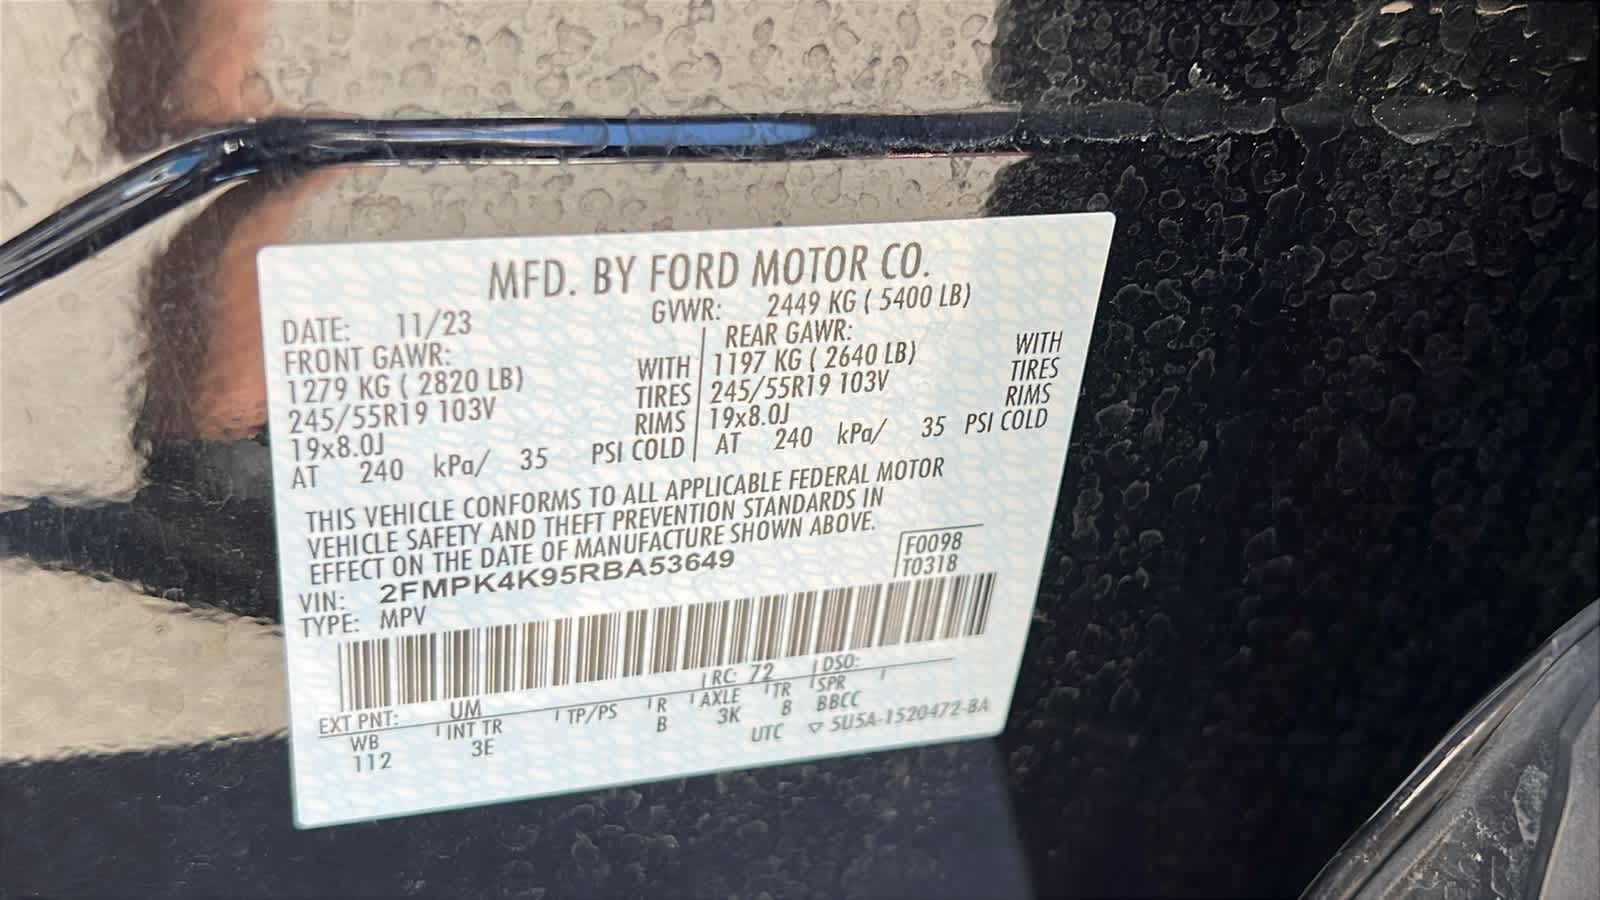 MFD. BY FORD MOTOR CO.
DATE: 11/23 GVWR: 2449 KG ( 5400 LB)
FRONT GAWR: REAR GAWR:
1279 KG ( 2820 LB) WITH 1197 KG ( 2640 LB) WITH
245/55R19 103V TIRES 245/55R19 103V TIRES
19x8.0J RIMS 19x8.0J RIMS
AT 240 kPa/ 35 PSI COLD AT 240 kPa/ 35 PSI COLD
THIS VEHICLE CONFORMS TO ALL APPLICABLE FEDERAL MOTOR
VEHICLE SAFETY AND THEFT PREVENTION STANDARDS IN
EFFECT ON THE DATE OF MANUFACTURE SHOWN ABOVE.
F0098
VIN: 2FMPK4K95RBA53649 T0318
TYPE: MPV
EXT PNT: UM RC: 72 DSO:
WB INT TR TP/PS R AXLE TR SPR
112 3E B 3K B BBCC
UTC ▽ 5U5A-1520472-BA